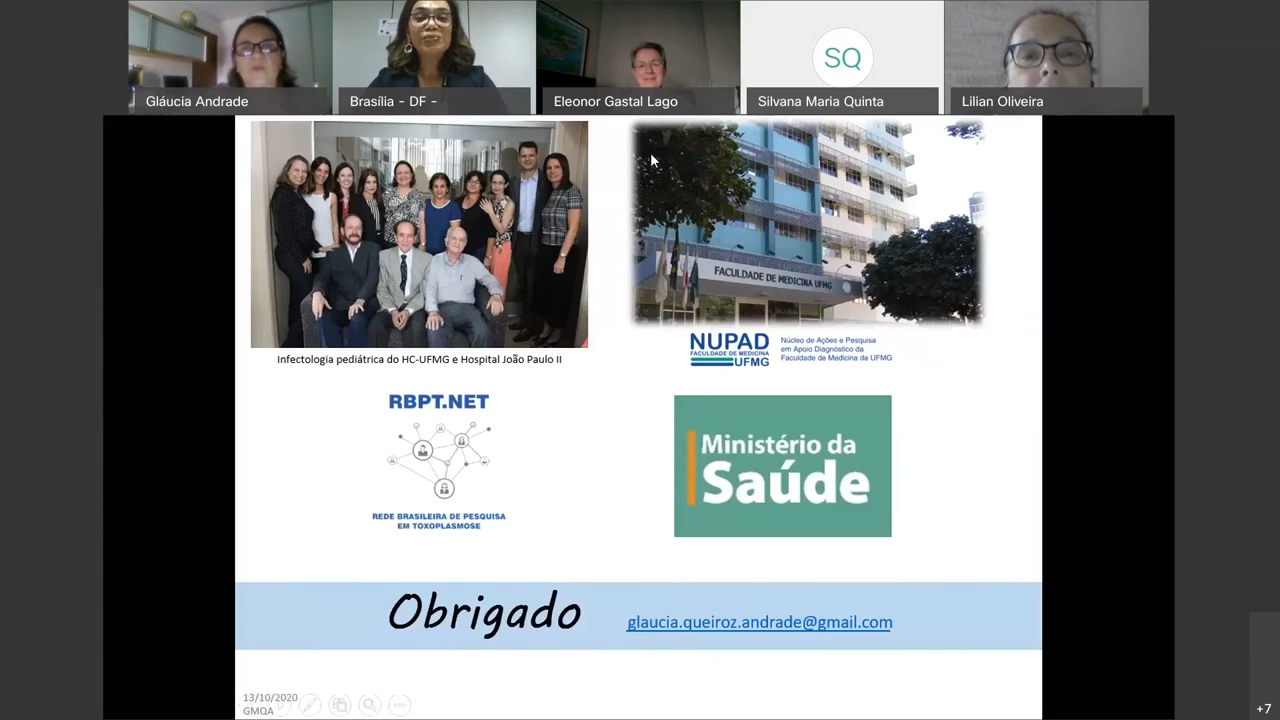 SQ
Gláucia Andrade
Brasília - DF -
Eleonor Gastal Lago
Silvana Maria Quinta
Lilian Oliveira
FACULDADE DE MEDICINA UFMG
Infectologia pediátrica do HC-UFMG e Hospital João Paulo II
NUPAD
FACULDADE DE MEDICINA
UFMG
Núcleo de Ações e Pesquisa
em Apoio Diagnóstico da
Faculdade de Medicina da UFMG
RBPT.NET
REDE BRASILEIRA DE PESQUISA
EM TOXOPLASMOSE
Ministério da
Saúde
Obrigado
glaucia.queiroz.andrade@gmail.com
13/10/2020
GMQA
+7